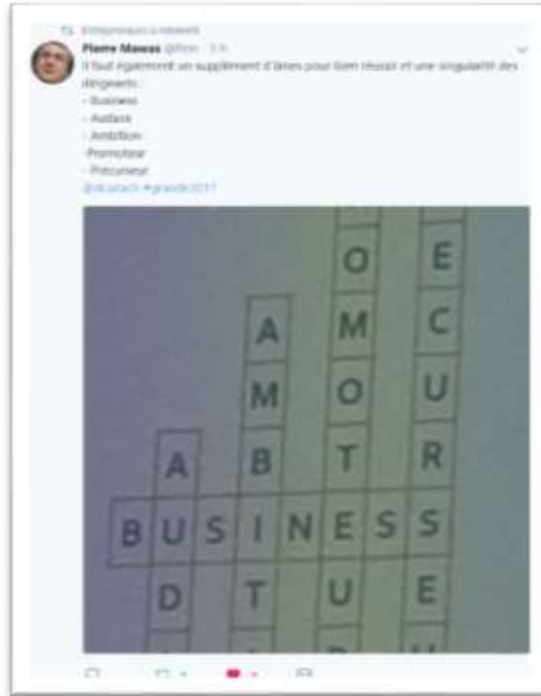 Pierre Mawas
Il faut également un supplément d'âmes pour bien réussir et une singularité des
dirigeants :
- Business
- Audace
- Ambition
-Promoteur
- Précurseur
O E
A M C
M O U
A B T R
BUSINESS
D T U E